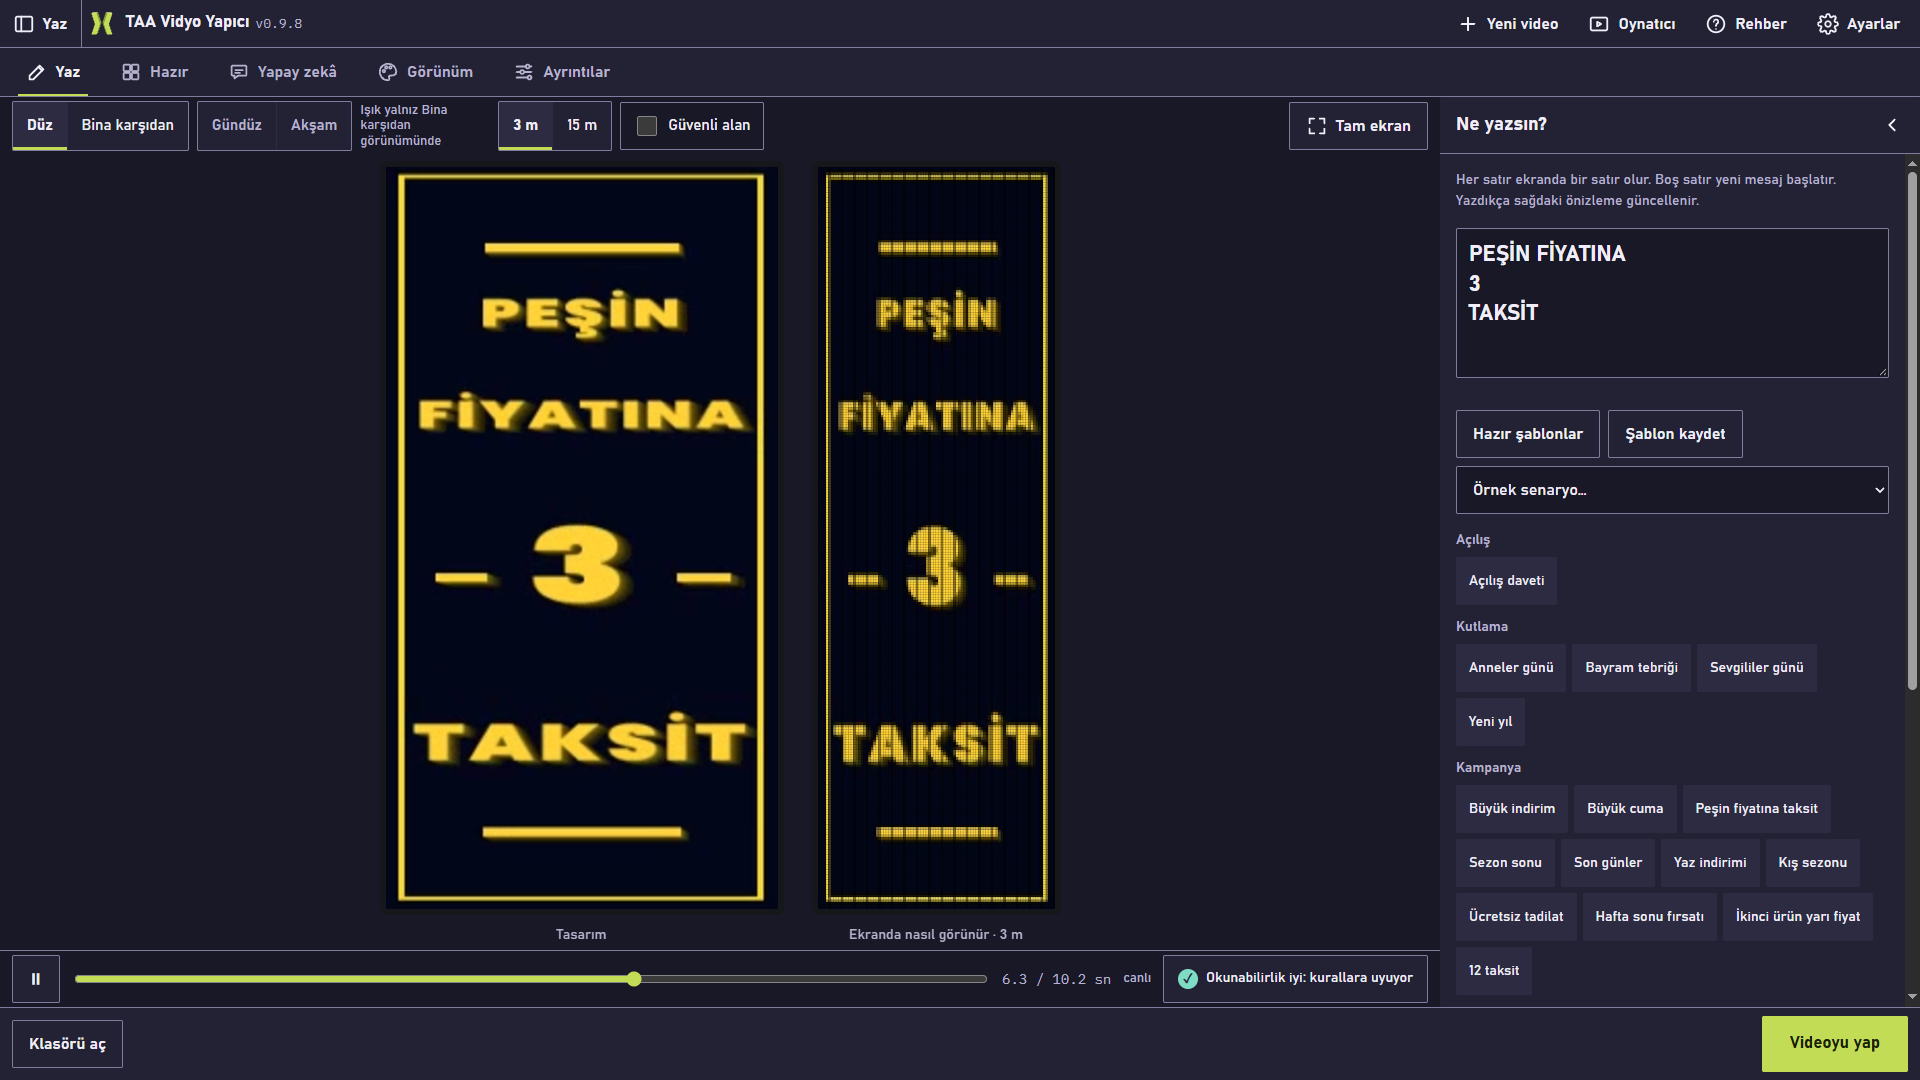 Yaz
TAA Vidyo Yapıcı v0.9.8
Yeni video
Oynatıcı
Rehber
Ayarlar
Yaz
Hazır
Yapay zekâ
Görünüm
Ayrıntılar
Düz
Bina karşıdan
Gündüz
Akşam
Işık yalnız Bina
karşıdan
görünümünde
3 m
15 m
Güvenli alan
Tam ekran
PEŞİN
FİYATINA
3
TAKSİT
Tasarım
PEŞİN
FİYATINA
3
TAKSİT
Ekranda nasıl görünür · 3 m
6.3 / 10.2 sn
canlı
Okunabilirlik iyi: kurallara uyuyor
Ne yazsın?
Her satır ekranda bir satır olur. Boş satır yeni mesaj başlatır.
Yazdıkça sağdaki önizleme güncellenir.
PEŞİN FİYATINA
3
TAKSİT
Hazır şablonlar
Şablon kaydet
Örnek senaryo…
Açılış
Açılış daveti
Kutlama
Anneler günü
Bayram tebriği
Sevgililer günü
Yeni yıl
Kampanya
Büyük indirim
Büyük cuma
Peşin fiyatına taksit
Sezon sonu
Son günler
Yaz indirimi
Kış sezonu
Ücretsiz tadilat
Hafta sonu fırsatı
İkinci ürün yarı fiyat
12 taksit
Klasörü aç
Videoyu yap